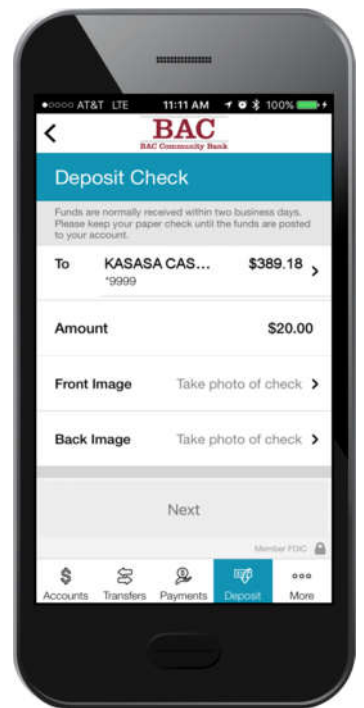 ●○○○○ AT&T LTE 11:11 AM 100%
BAC
BAC Community Bank
Deposit Check
Funds are normally received within two business days.
Please keep your paper check until the funds are posted
to your account.
To KASASA CAS... $389.18
*9999
Amount $20.00
Front Image Take photo of check
Back Image Take photo of check
Next
Member FDIC
Accounts Transfers Payments Deposit More